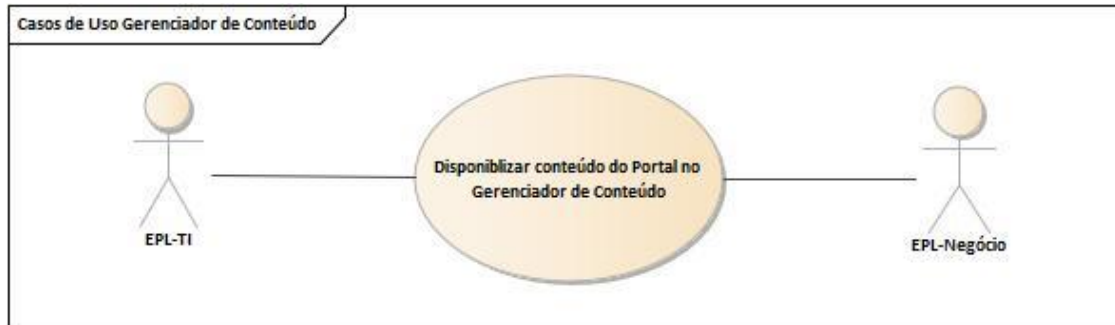 Casos de Uso Gerenciador de Conteúdo
Disponiblizar conteúdo do Portal no
Gerenciador de Conteúdo
EPL-TI
EPL-Negócio